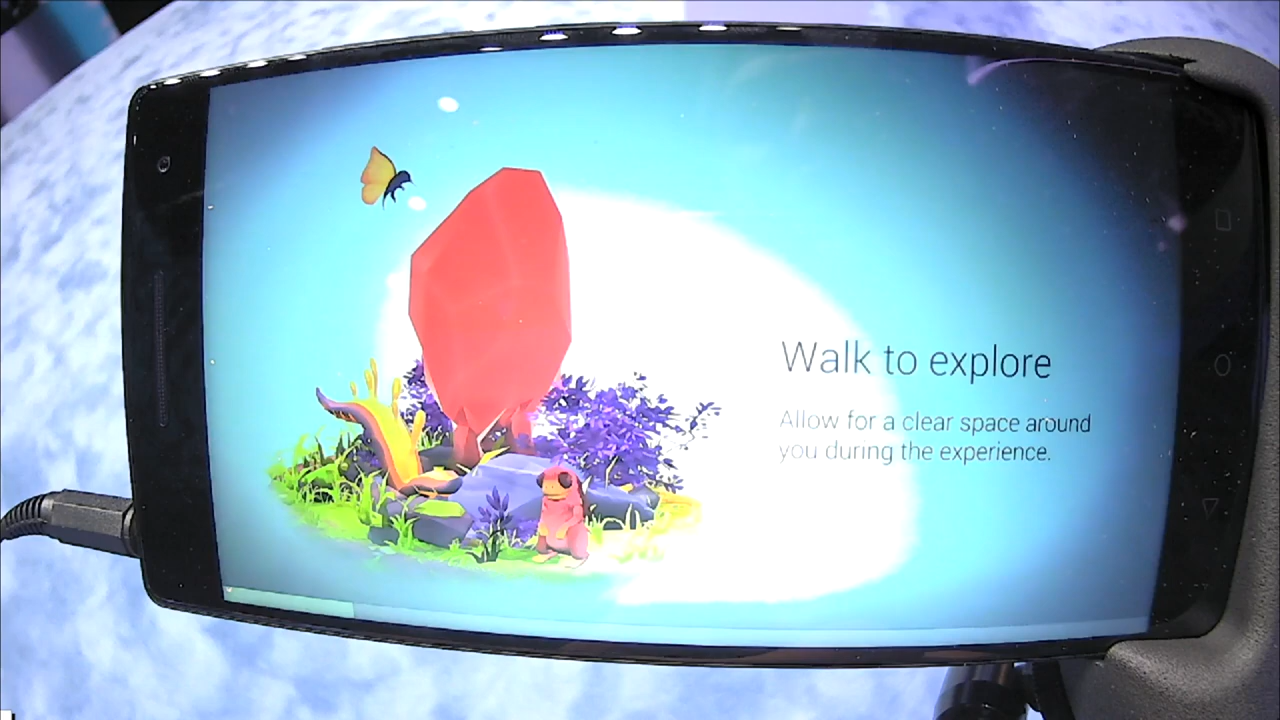 Walk to explore
Allow for a clear space around
you during the experience.